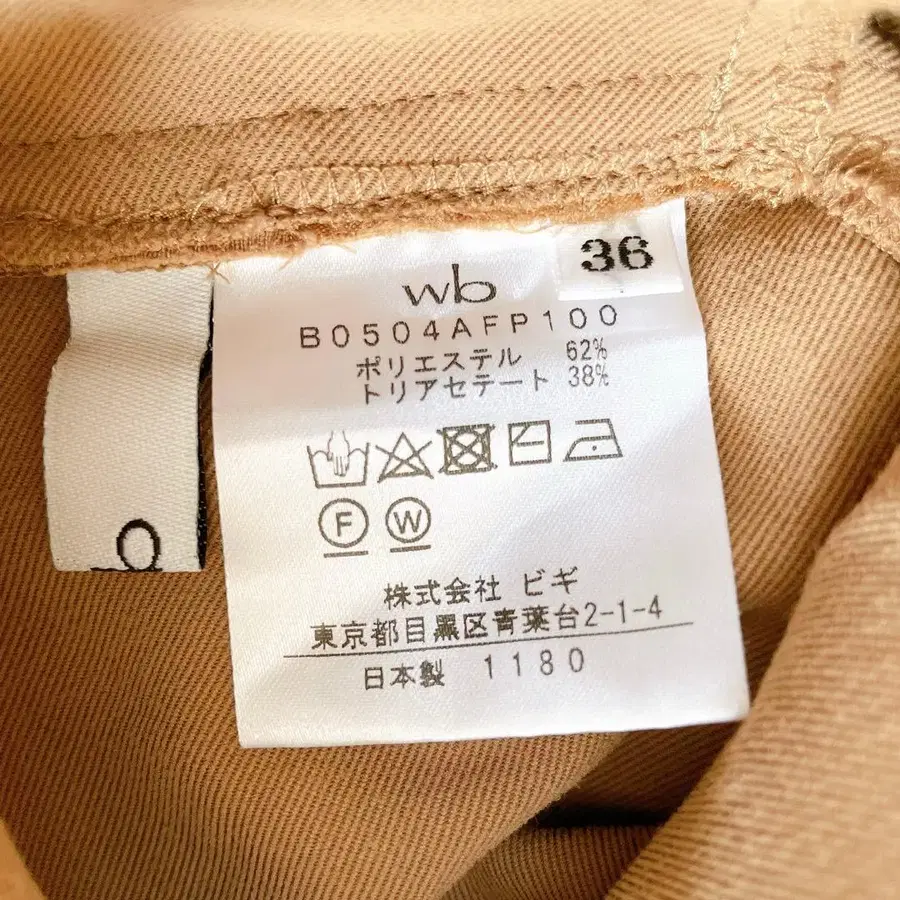 36
wb
B0504AFP100
ポリエステル 62%
トリアセテート 38%
F W
株式会社 ビギ
東京都目黒区青葉台2-1-4
日本製 1180